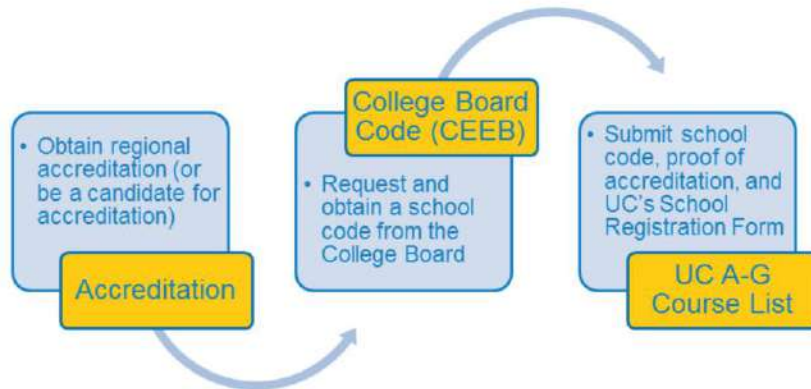 • Obtain regional
accreditation (or
be a candidate for
accreditation)
Accreditation
College Board
Code (CEEB)
• Request and
obtain a school
code from the
College Board
• Submit school
code, proof of
accreditation, and
UC's School
Registration Form
UC A-G
Course List